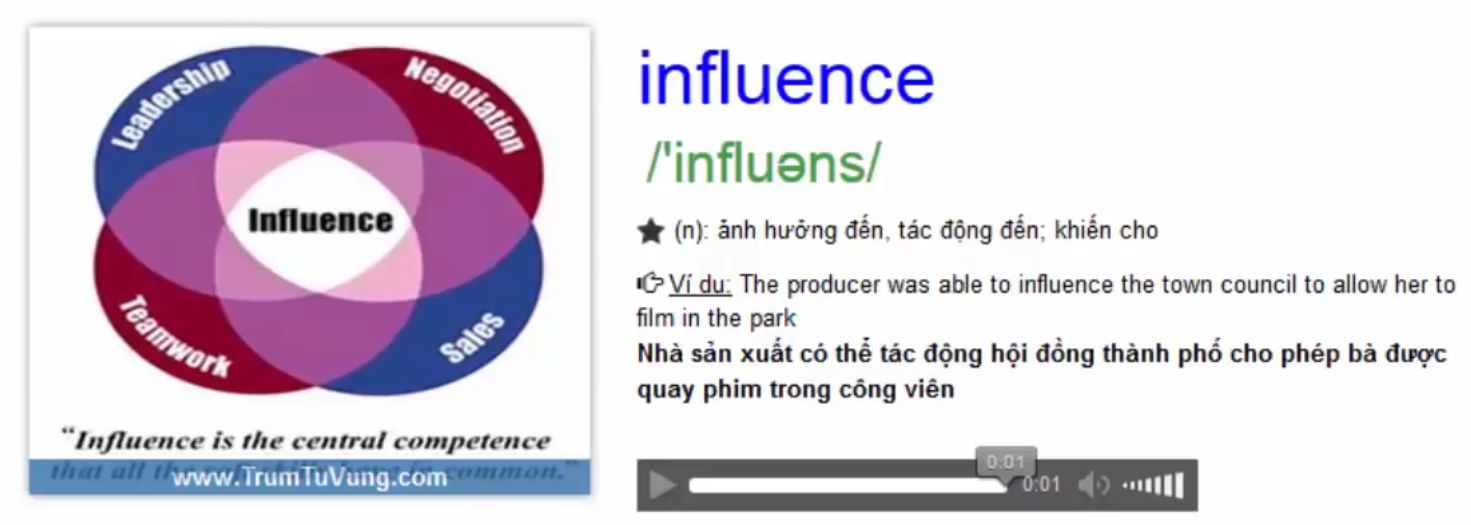 Leadership
Negotiation
Influence
Teamwork
Sales
“Influence is the central competence
that all the common.”
www.TrumTuVung.com
influence
/'influəns/
(n): ảnh hưởng đến, tác động đến; khiến cho
Ví du: The producer was able to influence the town council to allow her to
film in the park
Nhà sản xuất có thể tác động hội đồng thành phố cho phép bà được
quay phim trong công viên
0:01
0:01